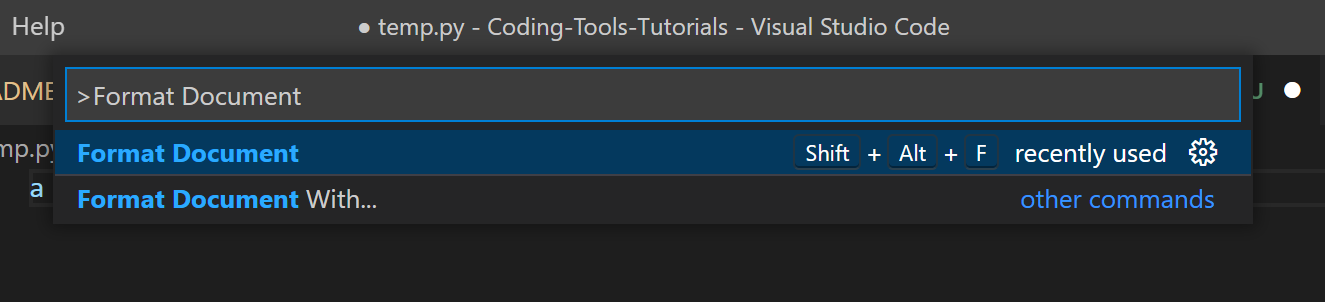 Help ● temp.py - Coding-Tools-Tutorials - Visual Studio Code
ADME U ●
>Format Document
Format Document Shift + Alt + F recently used
mp.py
Format Document With... other commands
a